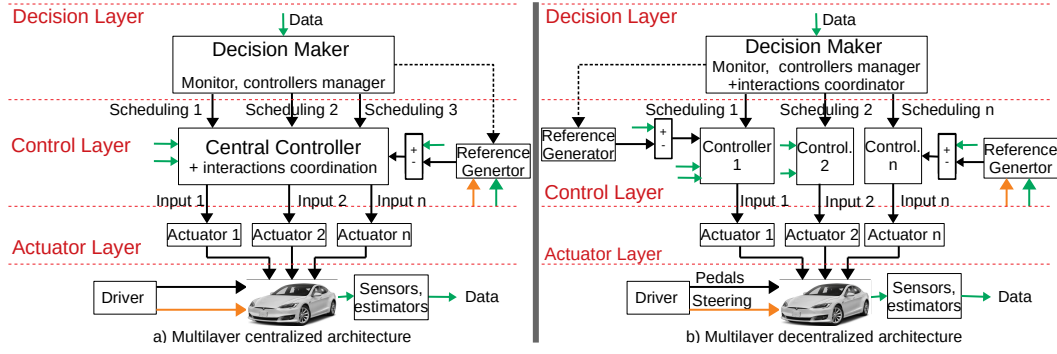 Decision Layer
Data
Decision Maker
Monitor, controllers manager
Scheduling 1
Scheduling 2
Scheduling 3
Control Layer
Central Controller
+ interactions coordination
+
-
Reference
Genertor
Input 1
Input 2
Input n
Actuator Layer
Actuator 1
Actuator 2
Actuator n
Driver
Sensors,
estimators
Data
a) Multilayer centralized architecture
Decision Layer
Data
Decision Maker
Monitor, controllers manager
+interactions coordinator
Scheduling 1
Scheduling 2
Scheduling n
Reference
Generator
+
-
Controller
1
Control.
2
Control.
n
+
-
Reference
Genertor
Control Layer
Input 1
Input 2
Input n
Actuator 1
Actuator 2
Actuator n
Actuator Layer
Driver
Pedals
Steering
Sensors,
estimators
Data
b) Multilayer decentralized architecture